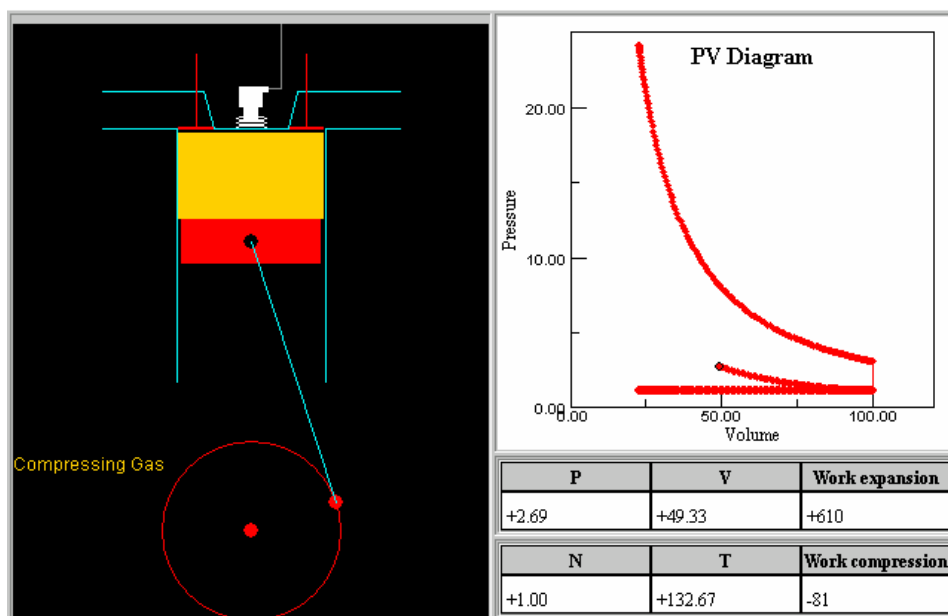 Compressing Gas
PV Diagram
Pressure
20.00
10.00
0.00
0.00
50.00
100.00
Volume
P V Work expansion
+2.69 +49.33 +610
N T Work compression
+1.00 +132.67 -81